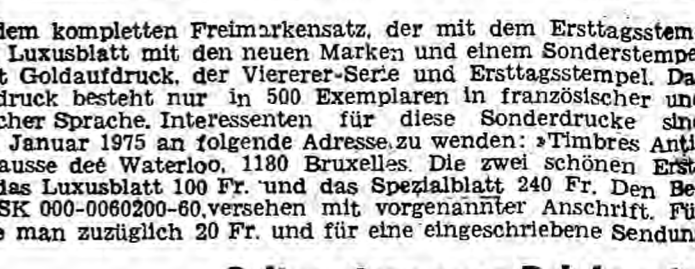 dem kompletten Freimarkensatz, der mit dem Ersttagsstem
Luxusblatt mit den neuen Marken und einem Sonderstempe
t Goldaufdruck, der Viererer-Serie und Ersttagsstempel. Da
druck besteht nur in 500 Exemplaren in französischer un
cher Sprache. Interessenten für diese Sonderdrucke sind
Januar 1975 an folgende Adresse zu wenden: »Timbres Anti
ausse deé Waterloo, 1180 Bruxelles. Die zwei schönen Erst
das Luxusblatt 100 Fr. und das Spezialblatt 240 Fr. Den Be
SK 000-0060200-60,versehen mit vorgenannter Anschrift. Fü
e man zuzüglich 20 Fr. und für eine eingeschriebene Sendun